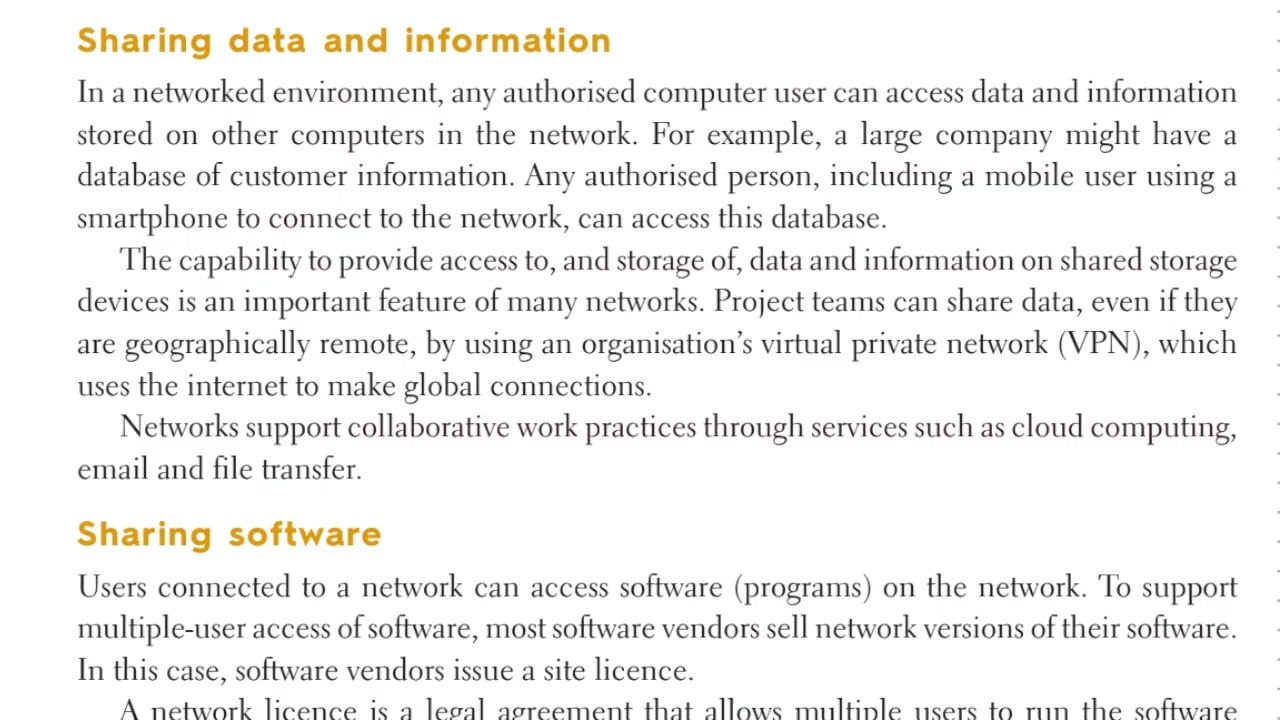 Sharing data and information
In a networked environment, any authorised computer user can access data and information
stored on other computers in the network. For example, a large company might have a
database of customer information. Any authorised person, including a mobile user using a
smartphone to connect to the network, can access this database.
The capability to provide access to, and storage of, data and information on shared storage
devices is an important feature of many networks. Project teams can share data, even if they
are geographically remote, by using an organisation’s virtual private network (VPN), which
uses the internet to make global connections.
Networks support collaborative work practices through services such as cloud computing,
email and file transfer.
Sharing software
Users connected to a network can access software (programs) on the network. To support
multiple-user access of software, most software vendors sell network versions of their software.
In this case, software vendors issue a site licence.
A network licence is a legal agreement that allows multiple users to run the software